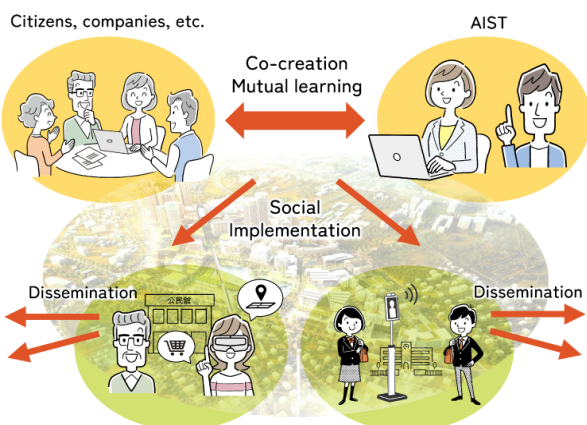 Citizens, companies, etc.
AIST
Co-creation
Mutual learning
Social
Implementation
Dissemination
Dissemination
公民館